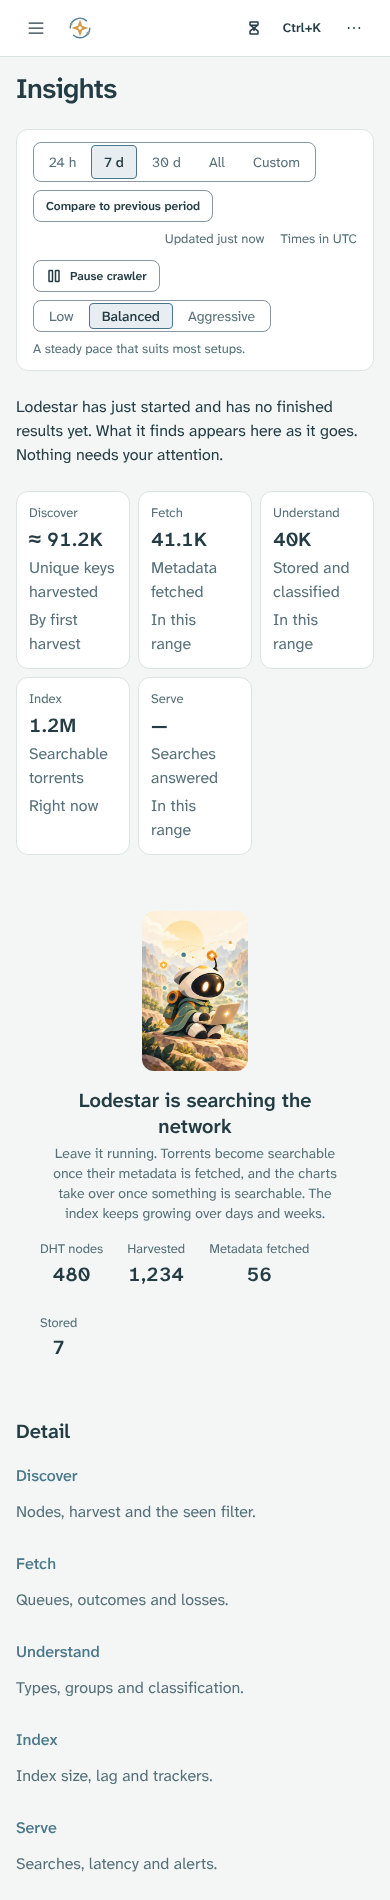 Ctrl+K
Insights
24 h 7 d 30 d All Custom
Compare to previous period
Updated just now Times in UTC
Pause crawler
Low Balanced Aggressive
A steady pace that suits most setups.
Lodestar has just started and has no finished
results yet. What it finds appears here as it goes.
Nothing needs your attention.
Discover
≈ 91.2K
Unique keys
harvested
By first
harvest
Fetch
41.1K
Metadata
fetched
In this
range
Understand
40K
Stored and
classified
In this
range
Index
1.2M
Searchable
torrents
Right now
Serve
—
Searches
answered
In this
range
Lodestar is searching the
network
Leave it running. Torrents become searchable
once their metadata is fetched, and the charts
take over once something is searchable. The
index keeps growing over days and weeks.
DHT nodes Harvested Metadata fetched
480 1,234 56
Stored
7
Detail
Discover
Nodes, harvest and the seen filter.
Fetch
Queues, outcomes and losses.
Understand
Types, groups and classification.
Index
Index size, lag and trackers.
Serve
Searches, latency and alerts.